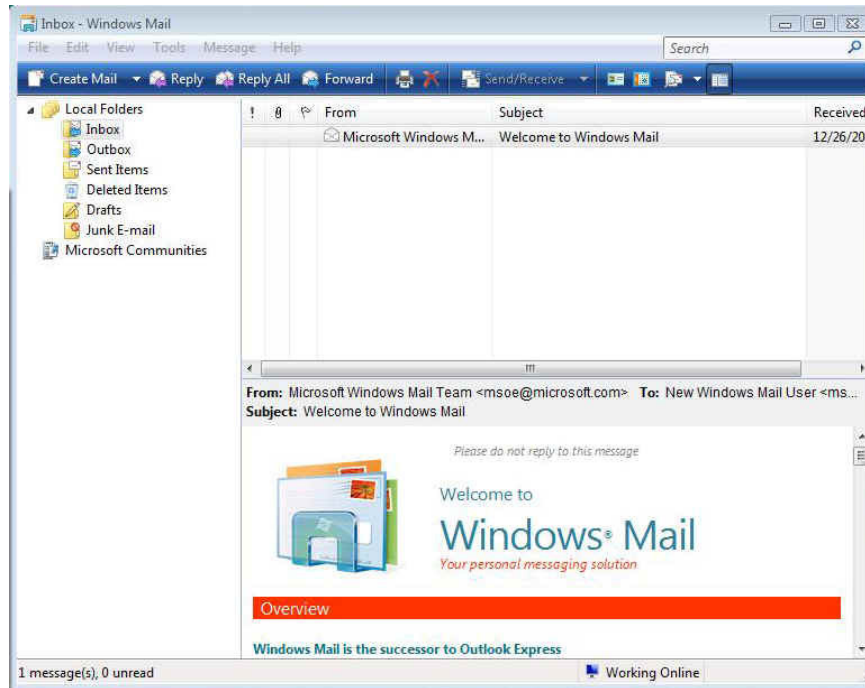 Inbox - Windows Mail
File Edit View Tools Message Help Search
Create Mail Reply Reply All Forward Send/Receive
Local Folders
Inbox
Outbox
Sent Items
Deleted Items
Drafts
Junk E-mail
Microsoft Communities
! From Subject Received
Microsoft Windows M... Welcome to Windows Mail 12/26/20
From: Microsoft Windows Mail Team <msoe@microsoft.com> To: New Windows Mail User <ms...
Subject: Welcome to Windows Mail
Please do not reply to this message
Welcome to
Windows® Mail
Your personal messaging solution
Overview
Windows Mail is the successor to Outlook Express
1 message(s), 0 unread Working Online